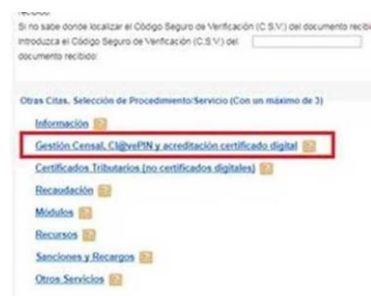 recibido.
Si no sabe donde localizar el Código Seguro de Verificación (C.S.V.) del documento recibi
Introduzca el Código Seguro de Verificación (C.S.V.) del
documento recibido:
Otras Citas. Selección de Procedimiento/Servicio (Con un máximo de 3)
Información
Gestión Censal, Cl@vePIN y acreditación certificado digital
Certificados Tributarios (no certificados digitales)
Recaudación
Módulos
Recursos
Sanciones y Recargos
Otros Servicios